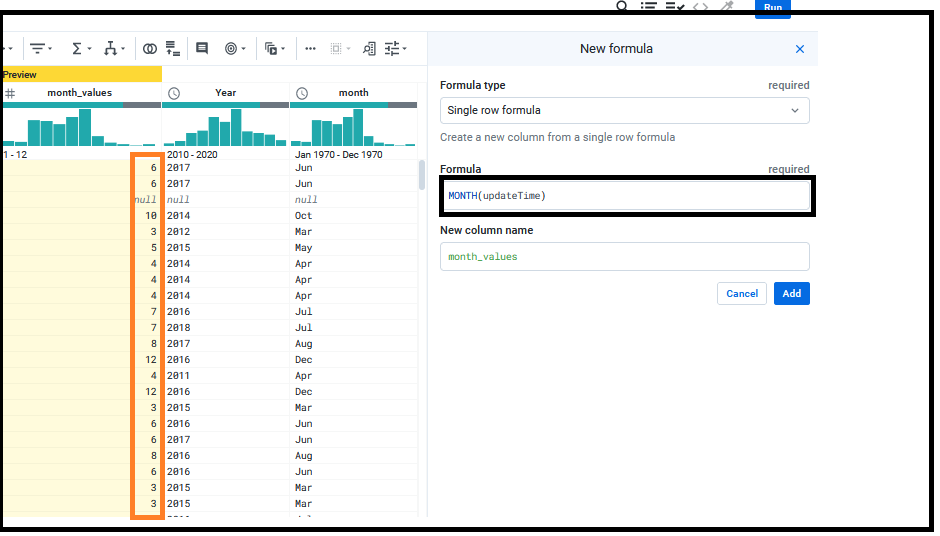 Run
New formula
Preview
# month_values Year month
1 - 12 2010 - 2020 Jan 1970 - Dec 1970
6 2017 Jun
6 2017 Jun
null null null
10 2014 Oct
3 2012 Mar
5 2015 May
4 2014 Apr
4 2014 Apr
4 2014 Apr
7 2016 Jul
7 2018 Jul
8 2017 Aug
12 2016 Dec
4 2011 Apr
12 2016 Dec
3 2015 Mar
6 2016 Jun
6 2017 Jun
8 2016 Aug
6 2016 Jun
3 2015 Mar
3 2015 Mar
Formula type required
Single row formula
Create a new column from a single row formula
Formula required
MONTH(updateTime)
New column name
month_values
Cancel Add